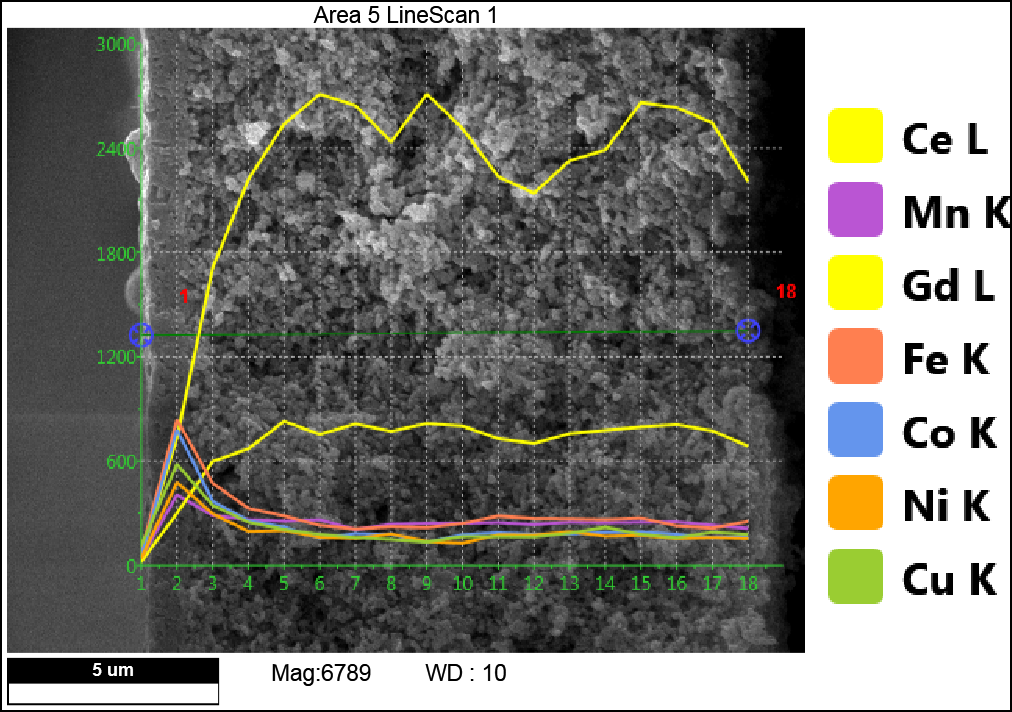 Area 5 LineScan 1
3000
2400
1800
1200
600
0
1 2 3 4 5 6 7 8 9 10 11 12 13 14 15 16 17 18
1
18
Ce L
Mn K
Gd L
Fe K
Co K
Ni K
Cu K
5 um
Mag:6789 WD : 10